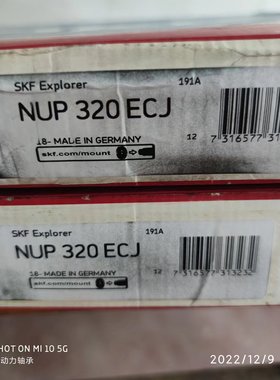 SKF Explorer
191A
NUP 320 ECJ
18- MADE IN GERMANY
skf.com/mount
12
7 316577 31
SKF Explorer
191A
NUP 320 ECJ
18- MADE IN GERMANY
skf.com/mount
12
7 316577 313232
SHOT ON MI 10 5G
动力轴承
2022/12/9